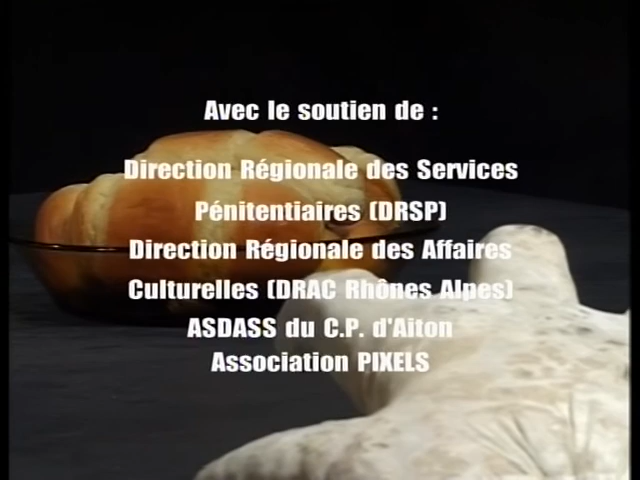 Avec le soutien de :
Direction Régionale des Services
Pénitentiaires (DRSP)
Direction Régionale des Affaires
Culturelles (DRAC Rhônes Alpes)
ASDASS du C.P. d'Aiton
Association PIXELS